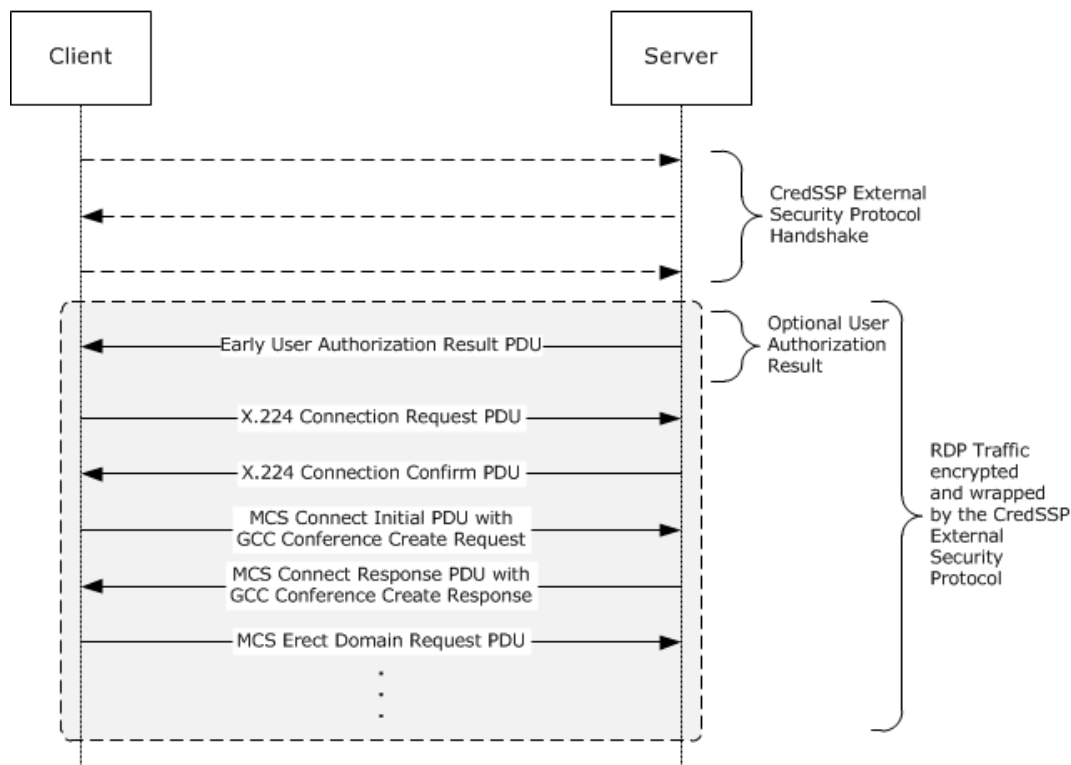 Client
Server
CredSSP External
Security Protocol
Handshake
Optional User
Authorization
Result
Early User Authorization Result PDU
X.224 Connection Request PDU
X.224 Connection Confirm PDU
MCS Connect Initial PDU with
GCC Conference Create Request
MCS Connect Response PDU with
GCC Conference Create Response
MCS Erect Domain Request PDU
RDP Traffic
encrypted
and wrapped
by the CredSSP
External
Security
Protocol